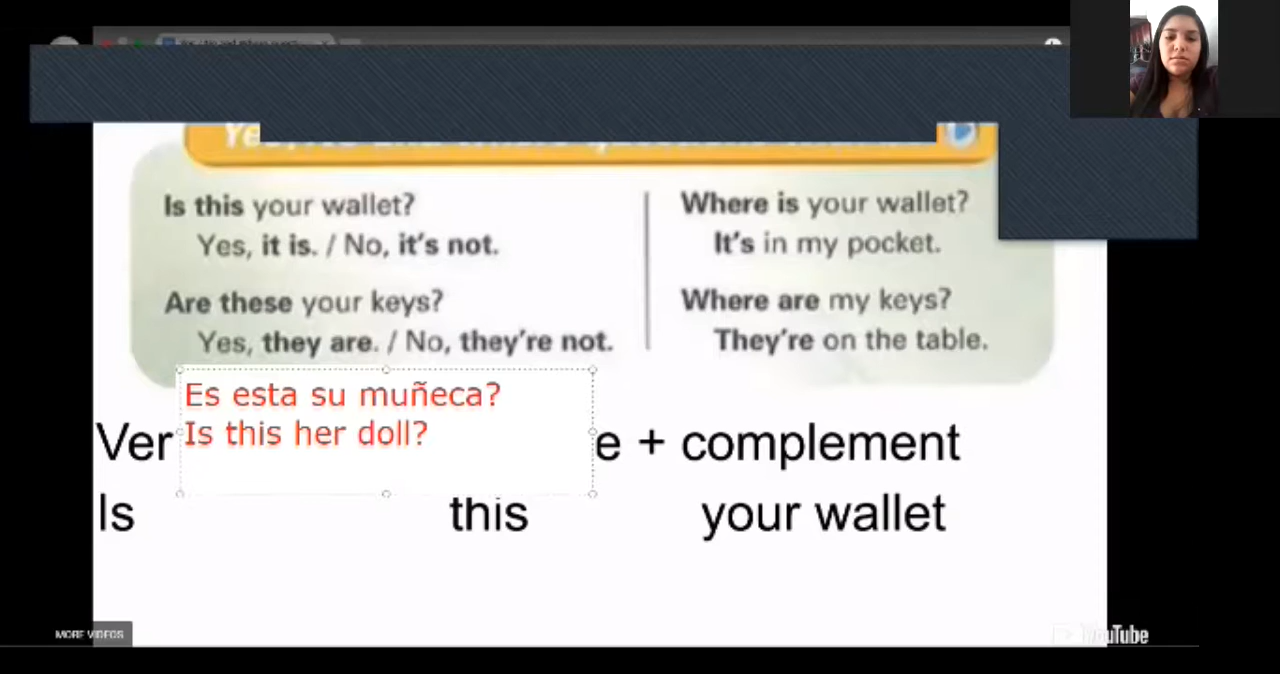 Is this your wallet?
Yes, it is. / No, it's not.
Are these your keys?
Yes, they are. / No, they're not.
Where is your wallet?
It's in my pocket.
Where are my keys?
They're on the table.
Es esta su muñeca?
Is this her doll?
Ver e + complement
Is this your wallet
MORE VIDEOS
YouTube